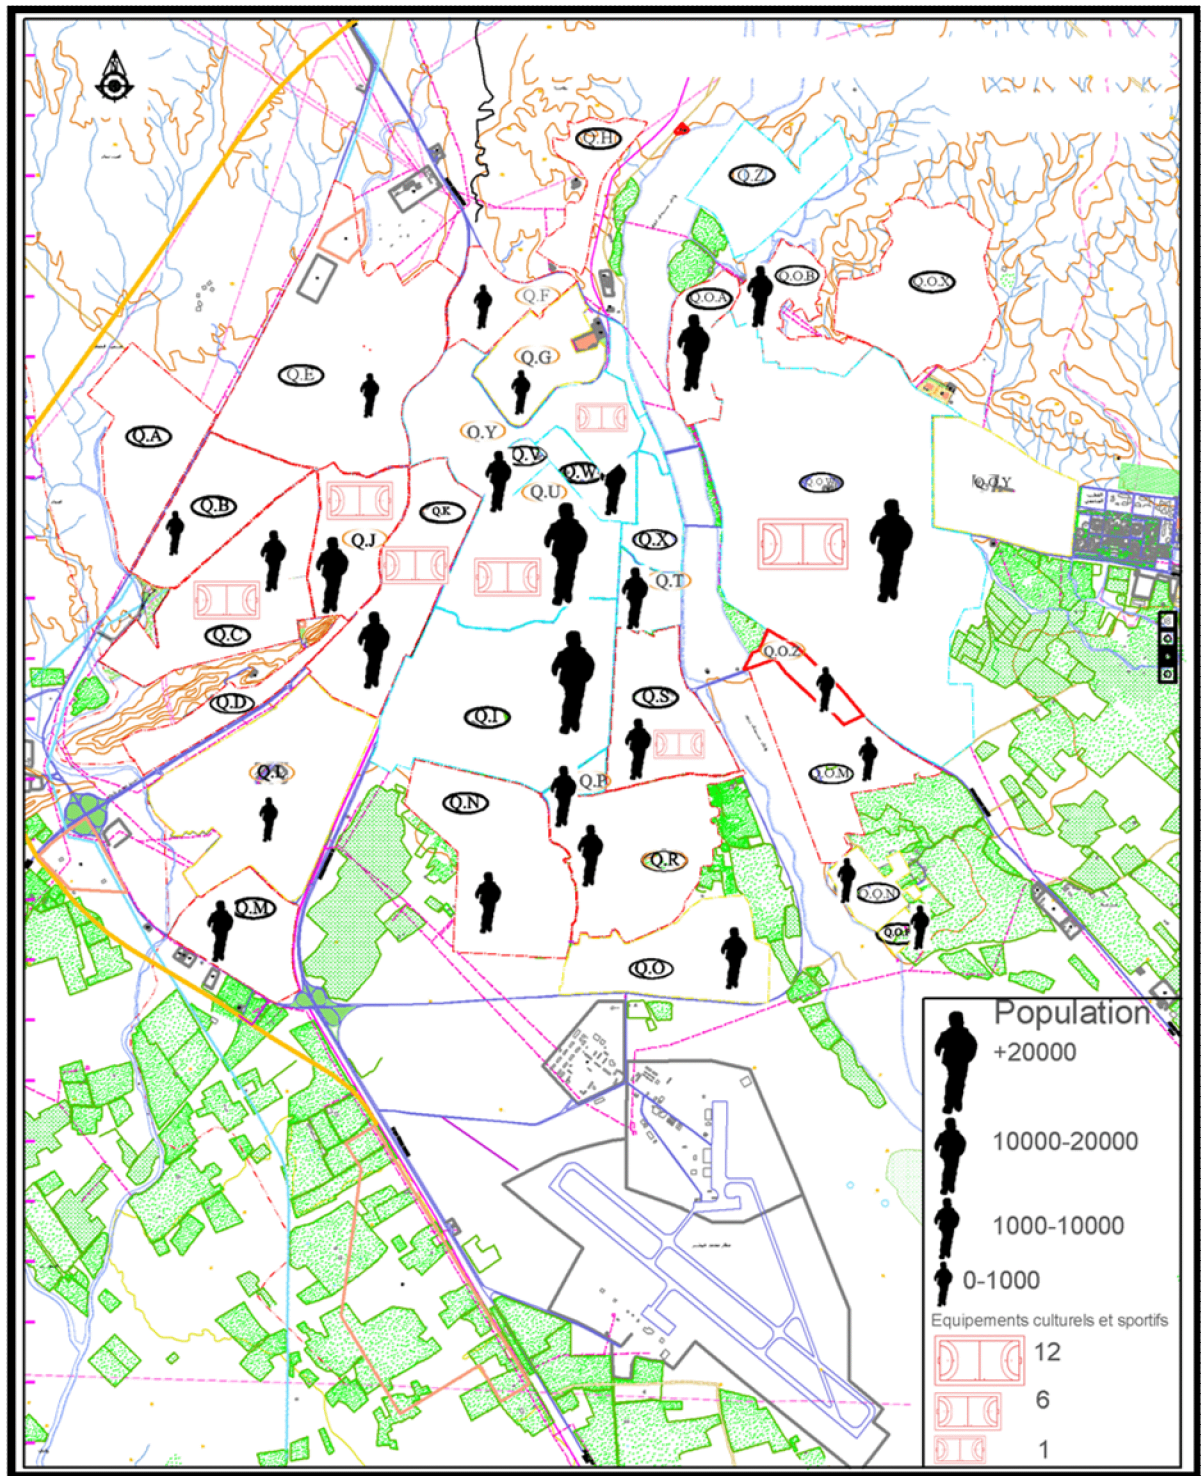 Q.H
Q.Z
Q.O.B
Q.O.X
Q.F
Q.O.A
Q.G
Q.E
Q.A
O.Y
Q.V
Q.W
Q.O.Y
Q.U
Q.B
Q.K
Q.J
Q.X
Q.T
Q.C
Q.O.Z
Q.D
Q.S
Q.I
Q.L
Q.O.M
Q.P
Q.N
Q.R
Q.O.N
Q.M
Q.O
Population
+20000
10000-20000
1000-10000
0-1000
Equipements culturels et sportifs
12
6
1